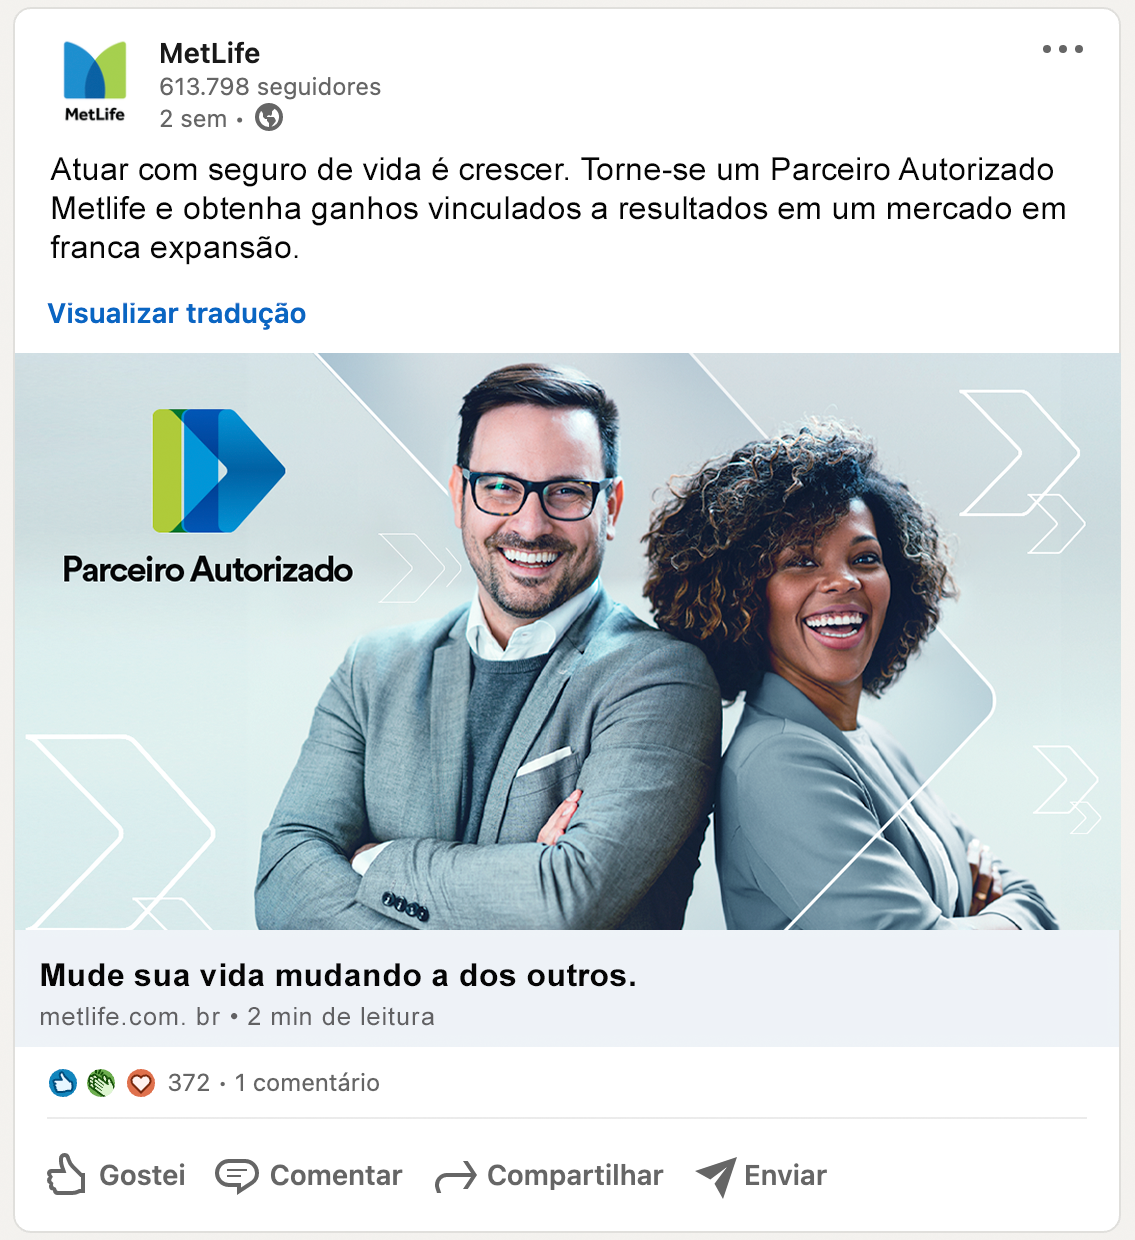 MetLife
MetLife
613.798 seguidores
2 sem •
Atuar com seguro de vida é crescer. Torne-se um Parceiro Autorizado
Metlife e obtenha ganhos vinculados a resultados em um mercado em
franca expansão.
Visualizar tradução
Parceiro Autorizado
Mude sua vida mudando a dos outros.
metlife.com. br • 2 min de leitura
372 · 1 comentário
Gostei Comentar Compartilhar Enviar